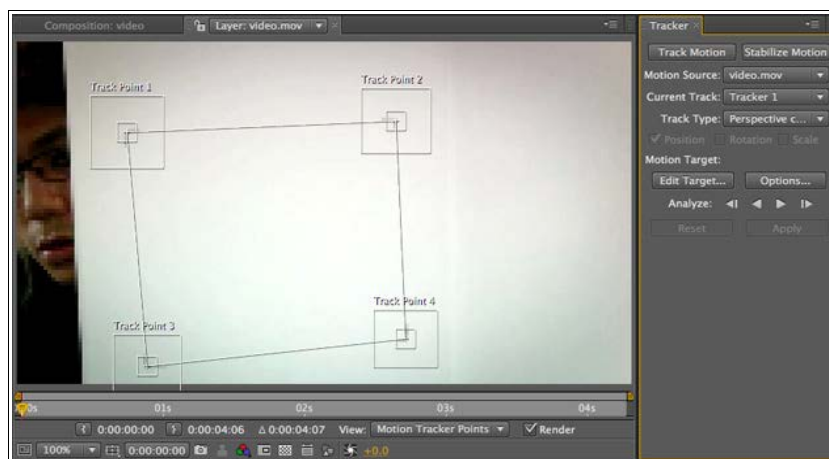 Composition: video
Layer: video.mov
Tracker
Track Motion
Stabilize Motion
Motion Source: video.mov
Current Track: Tracker 1
Track Type: Perspective c...
Position Rotation Scale
Motion Target:
Edit Target... Options...
Analyze:
Reset Apply
Track Point 1
Track Point 2
Track Point 3
Track Point 4
01s 02s 03s 04s
0:00:00:00 0:00:04:06 Δ 0:00:04:07 View: Motion Tracker Points Render
100% 0:00:00:00 +0.0